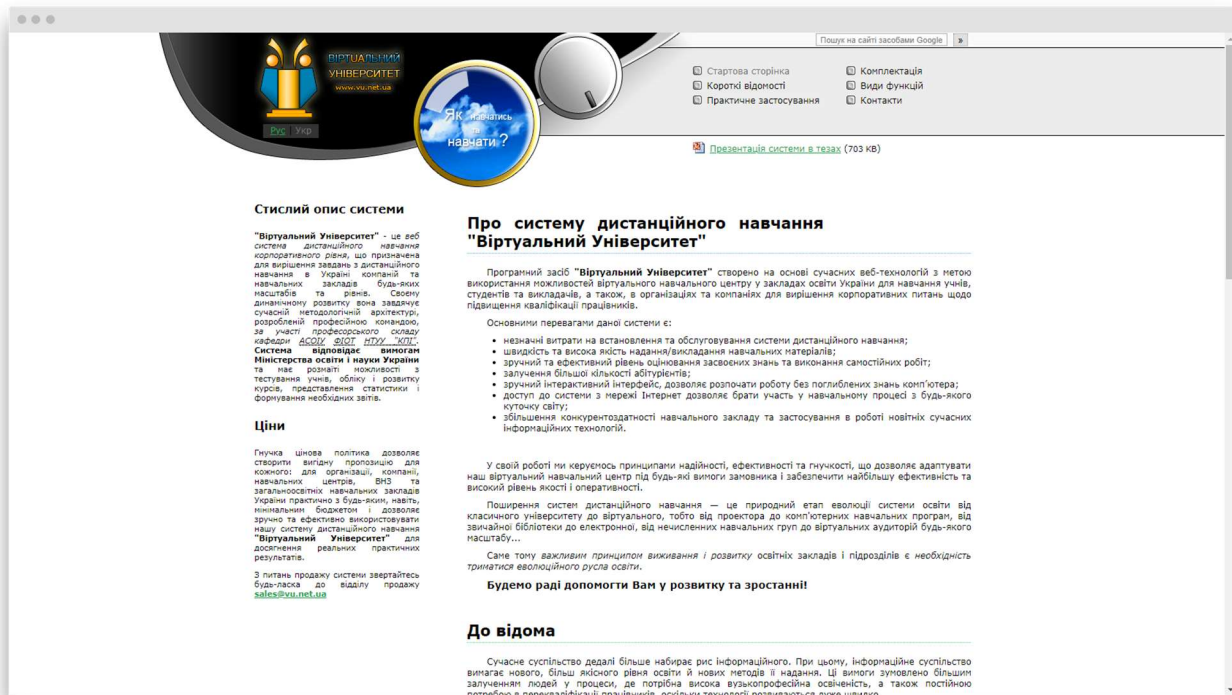 ВІРТUАЛЬНИЙ
УНІВЕРСИТЕТ
www.vu.net.ua
Рус | Укр
Як навчатись
та
навчати ?
Пошук на сайті засобами Google »
Стартова сторінка
Короткі відомості
Практичне застосування
Комплектація
Види функцій
Контакти
Презентація системи в тезах (703 KB)
Стислий опис системи
"Віртуальний Університет" - це веб
система дистанційного навчання
корпоративного рівня, що призначена
для вирішення завдань з дистанційного
навчання в Україні компаній та
навчальних закладів будь-яких
масштабів та рівнів. Своєму
динамічному розвитку вона завдячує
сучасній методологічній архітектурі,
розробленій професійною командою,
за участі професорського складу
кафедри АСОІУ ФІОТ НТУУ "КПІ".
Система відповідає вимогам
Міністерства освіти і науки України
та має розмаїті можливості з
тестування учнів, обліку і розвитку
курсів, представлення статистики і
формування необхідних звітів.
Ціни
Гнучка цінова політика дозволяє
створити вигідну пропозицію для
кожного: для організації, компанії,
навчальних центрів, ВНЗ та
загальноосвітніх навчальних закладів
України практично з будь-яким, навіть,
мінімальним бюджетом і дозволяє
зручно та ефективно використовувати
нашу систему дистанційного навчання
"Віртуальний Університет" для
досягнення реальних практичних
результатів.
З питань продажу системи звертайтесь
будь-ласка до відділу продажу
sales@vu.net.ua
Про систему дистанційного навчання
"Віртуальний Університет"
Програмний засіб "Віртуальний Університет" створено на основі сучасних веб-технологій з метою
використання можливостей віртуального навчального центру у закладах освіти України для навчання учнів,
студентів та викладачів, а також, в організаціях та компаніях для вирішення корпоративних питань щодо
підвищення кваліфікації працівників.
Основними перевагами даної системи є:
• незначні витрати на встановлення та обслуговування системи дистанційного навчання;
• швидкість та висока якість надання/викладання навчальних матеріалів;
• зручний та ефективний рівень оцінювання засвоєних знань та виконання самостійних робіт;
• залучення більшої кількості абітурієнтів;
• зручний інтерактивний інтерфейс, дозволяє розпочати роботу без поглиблених знань комп’ютера;
• доступ до системи з мережі Інтернет дозволяє брати участь у навчальному процесі з будь-якого
куточку світу;
• збільшення конкурентоздатності навчального закладу та застосування в роботі новітніх сучасних
інформаційних технологій.
У своїй роботі ми керуємось принципами надійності, ефективності та гнучкості, що дозволяє адаптувати
наш віртуальний навчальний центр під будь-які вимоги замовника і забезпечити найбільшу ефективність та
високий рівень якості і оперативності.
Поширення систем дистанційного навчання — це природний етап еволюції системи освіти від
класичного університету до віртуального, тобто від проектора до комп'ютерних навчальних програм, від
звичайної бібліотеки до електронної, від нечисленних навчальних груп до віртуальних аудиторій будь-якого
масштабу...
Саме тому важливим принципом виживання і розвитку освітніх закладів і підрозділів є необхідність
триматися еволюційного русла освіти.
Будемо раді допомогти Вам у розвитку та зростанні!
До відома
Сучасне суспільство дедалі більше набирає рис інформаційного. При цьому, інформаційне суспільство
вимагає нового, більш якісного рівня освіти й нових методів її надання. Ці вимоги зумовлено більшим
залученням людей у процеси, де потрібна висока вузькопрофесійна освіченість, а також постійною
потребою в перекваліфікації працівників, оскільки технології розвиваються дуже швидко.